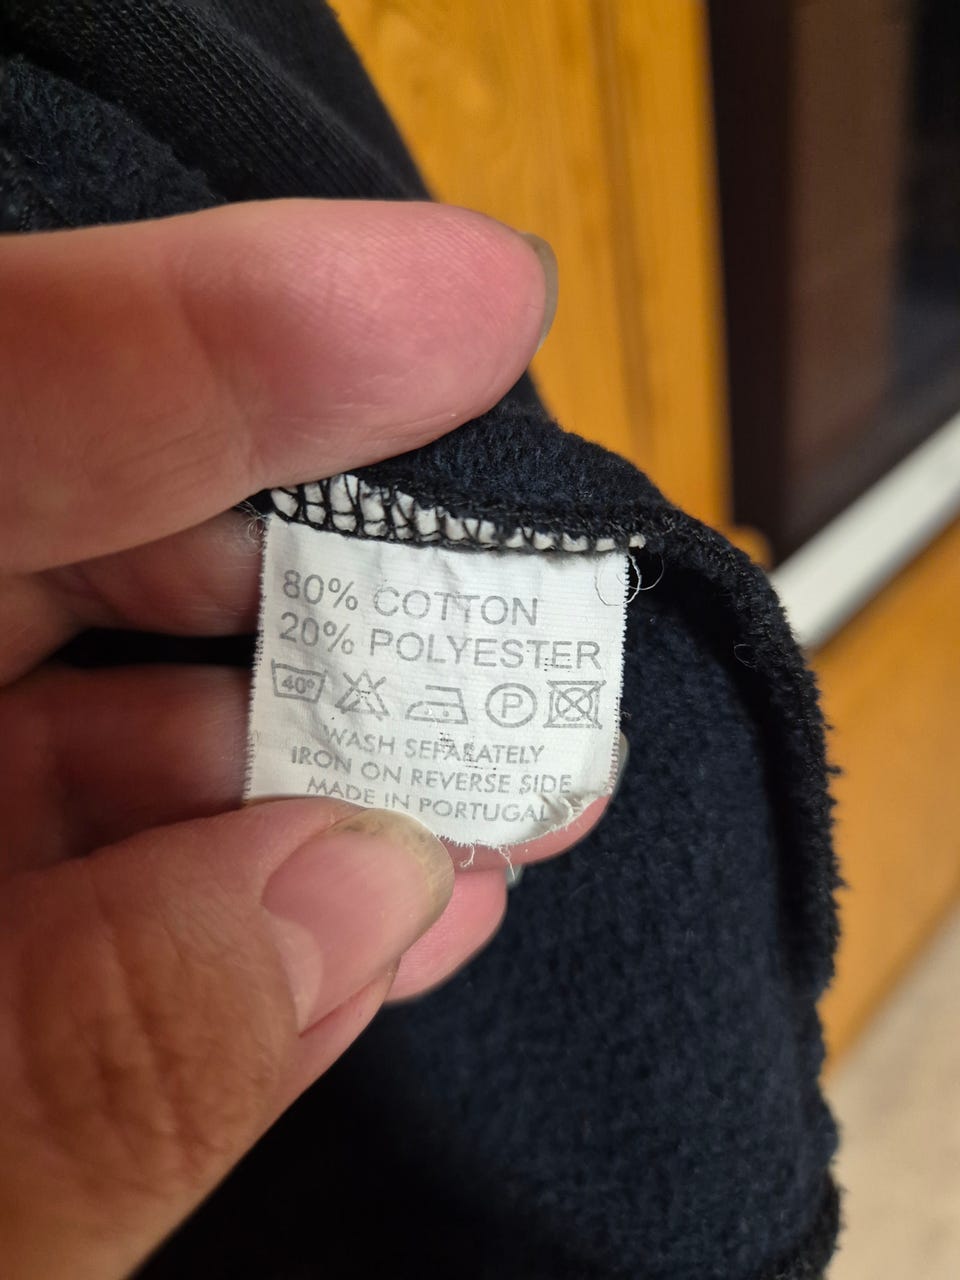 80% COTTON
20% POLYESTER
40° P
WASH SEPARATELY
IRON ON REVERSE SIDE
MADE IN PORTUGAL